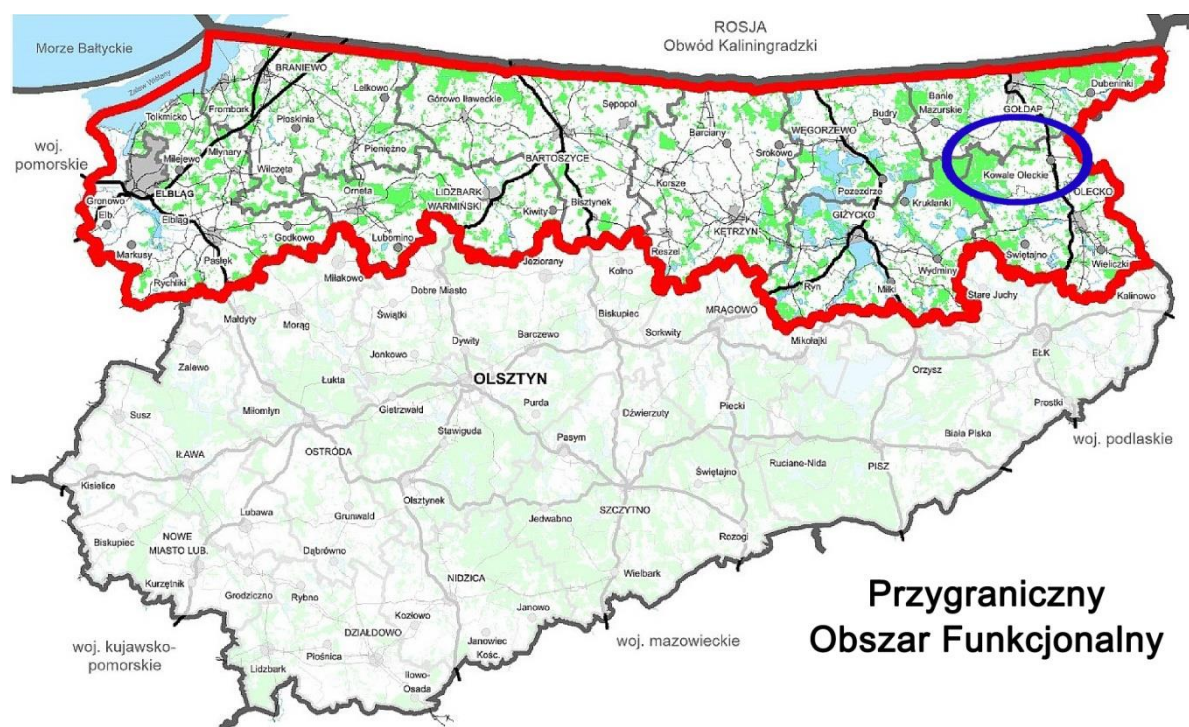 ROSJA
Obwód Kaliningradzki
Morze Bałtyckie
Zalew Wiślany
BRANIEWO
Lelkowo
Frombork
Tolkmicko
Płoskinia
Górowo Iławeckie
Sępopol
Barciany
WĘGORZEWO
Budry
Banie
Mazurskie
GOŁDAP
Dubeninki
woj.
pomorskie
Milejewo
Młynary
Pieniężno
Wilczęta
BARTOSZYCE
Srokowo
Korsze
Kowale Oleckie
ELBLĄG
Gronowo
Elb.
Elbląg
Orneta
LIDZBARK
WARMIŃSKI
Kiwity
Bisztynek
Pozezdrze
Kruklanki
OLECKO
GIŻYCKO
KĘTRZYN
Markusy
Pasłęk
Godkowo
Lubomino
Reszel
Wydminy
Świętajno
Wieliczki
Rychliki
Miłakowo
Jeziorany
Kolno
Ryn
Miłki
Stare Juchy
Kalinowo
Dobre Miasto
Małdyty
Morąg
Świątki
Biskupiec
MRĄGOWO
Sorkwity
Mikołajki
Barczewo
Dywity
Jonkowo
Zalewo
EŁK
Orzysz
Łukta
OLSZTYN
Purda
Gietrzwałd
Miłomłyn
Susz
Dźwierzuty
Piecki
Prostki
Stawiguda
Pasym
Biała Piska
woj. podlaskie
IŁAWA
OSTRÓDA
Świętajno
Ruciane-Nida
PISZ
Kisielice
Olsztynek
SZCZYTNO
Lubawa
Grunwald
Jedwabno
Biskupiec
NOWE
MIASTO LUB.
Dąbrówno
Rozogi
Kurzętnik
NIDZICA
Wielbark
Grodziczno
Rybno
Janowo
Kozłowo
DZIAŁDOWO
woj. kujawsko-
pomorskie
Płośnica
Janowiec
Kośc.
woj. mazowieckie
Lidzbark
Iłowo-
Osada
Przygraniczny
Obszar Funkcjonalny